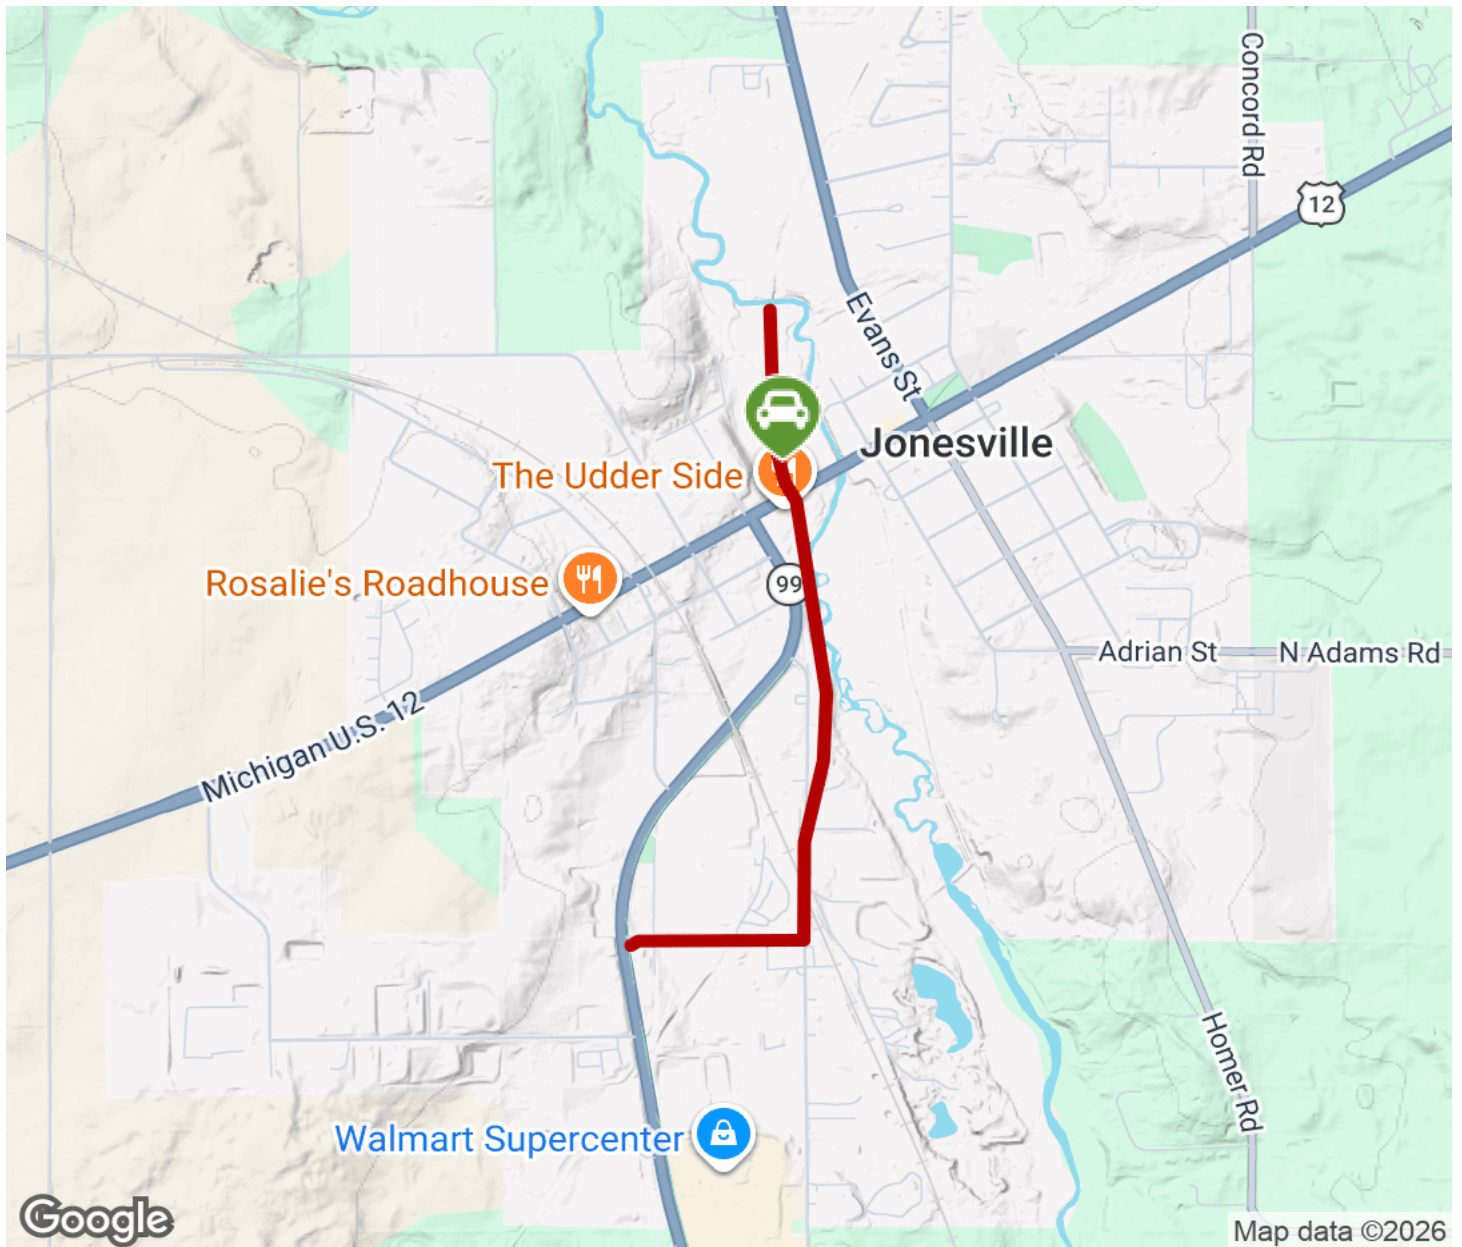 Concord Rd
12
Evans St
Jonesville
The Udder Side
Rosalie's Roadhouse
99
Adrian St
N Adams Rd
Michigan U.S. 12
Homer Rd
Walmart Supercenter
Google
Map data ©2026